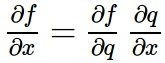 ∂f/∂x = ∂f/∂q ∂q/∂x